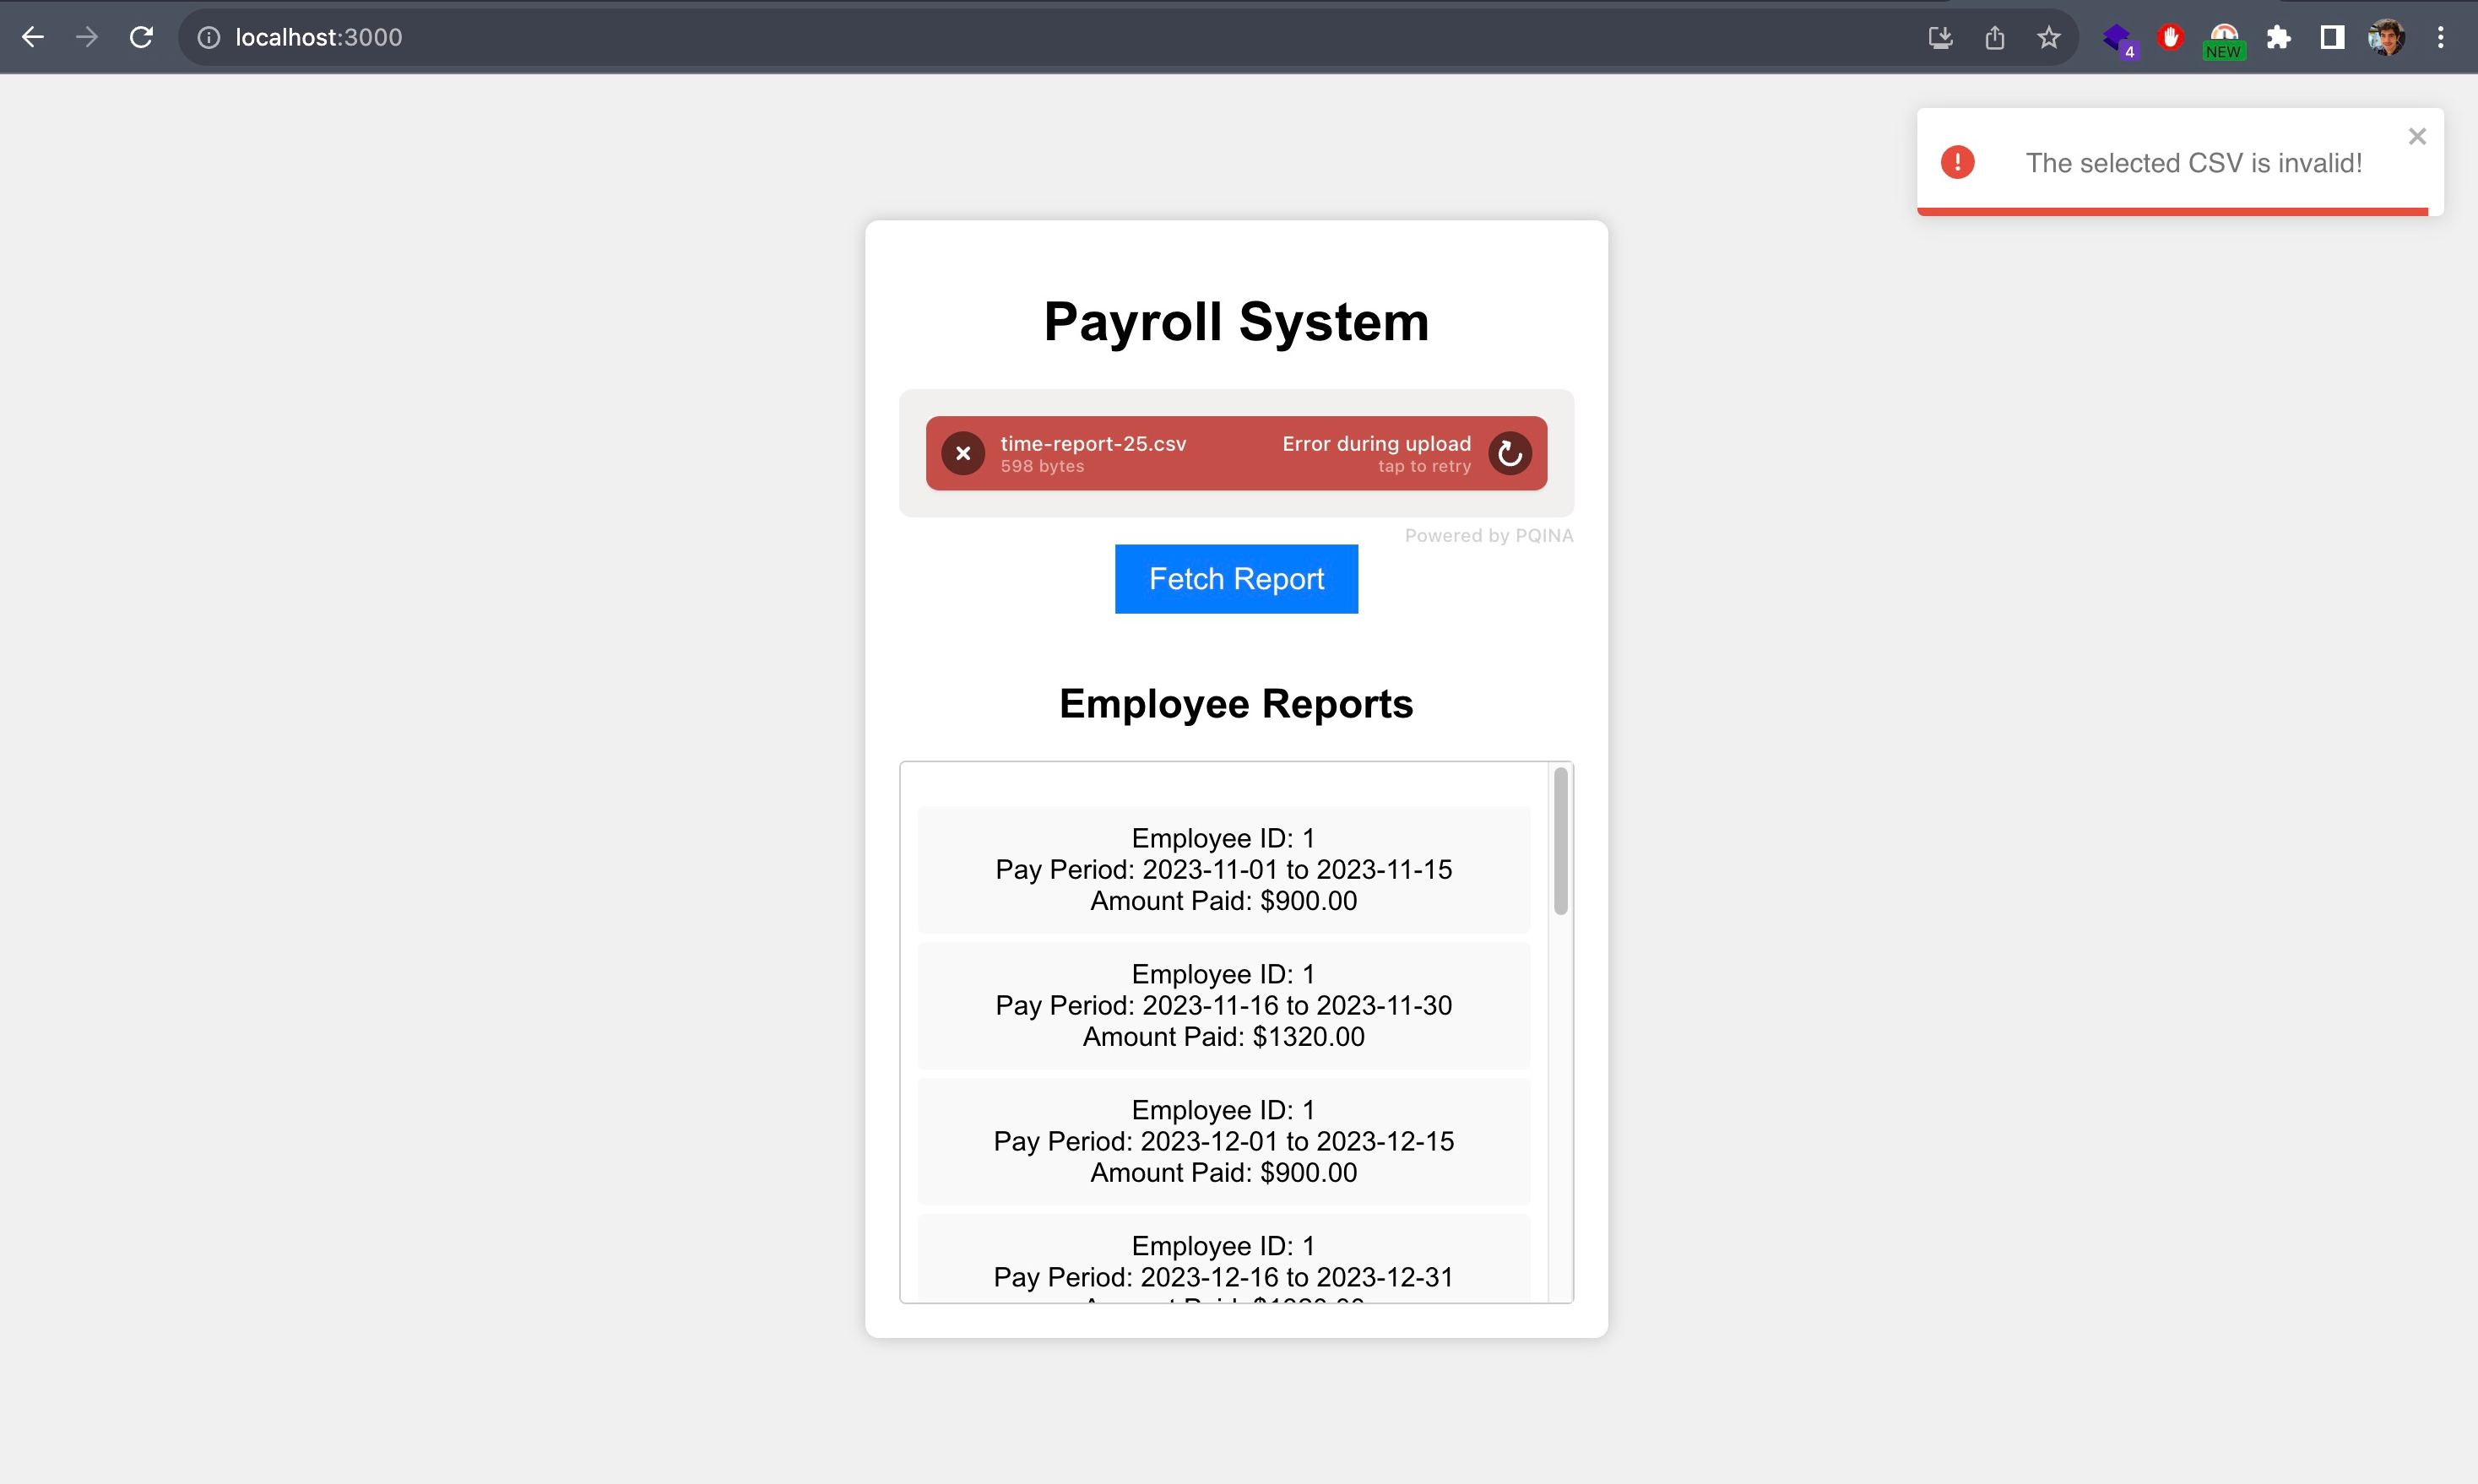 localhost:3000
4
NEW
The selected CSV is invalid!
Payroll System
time-report-25.csv
598 bytes
Error during upload
tap to retry
Powered by PQINA
Fetch Report
Employee Reports
Employee ID: 1
Pay Period: 2023-11-01 to 2023-11-15
Amount Paid: $900.00
Employee ID: 1
Pay Period: 2023-11-16 to 2023-11-30
Amount Paid: $1320.00
Employee ID: 1
Pay Period: 2023-12-01 to 2023-12-15
Amount Paid: $900.00
Employee ID: 1
Pay Period: 2023-12-16 to 2023-12-31
Amount Paid: